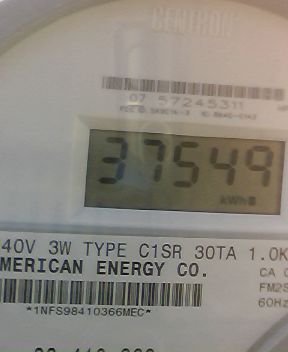 CENTRON
07 57245311
37549
kWh
40V 3W TYPE C1SR 30TA 1.0K
MERICAN ENERGY CO.
CA
FM2S
60Hz
*1NFS98410366MEC*